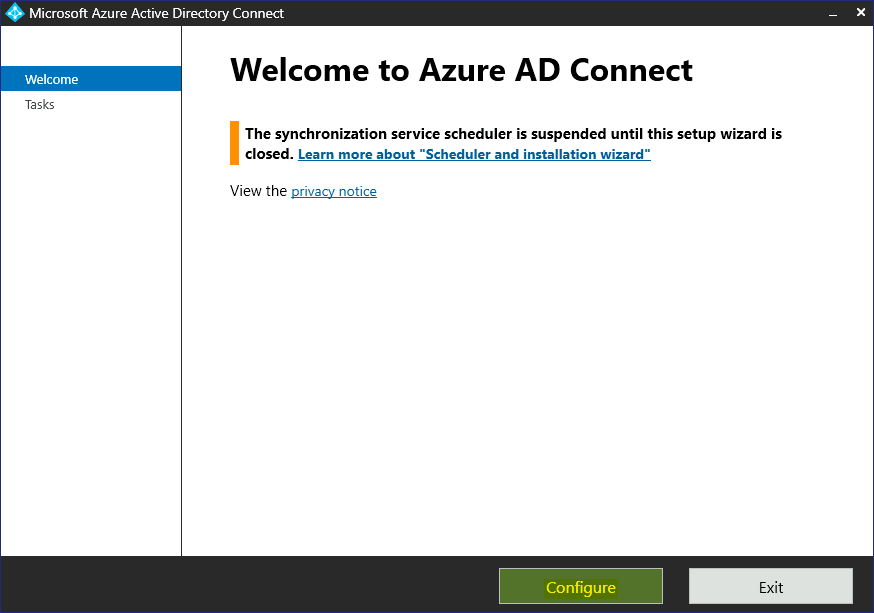 Microsoft Azure Active Directory Connect
Welcome
Tasks
Welcome to Azure AD Connect
The synchronization service scheduler is suspended until this setup wizard is
closed. Learn more about "Scheduler and installation wizard"
View the privacy notice
Configure
Exit